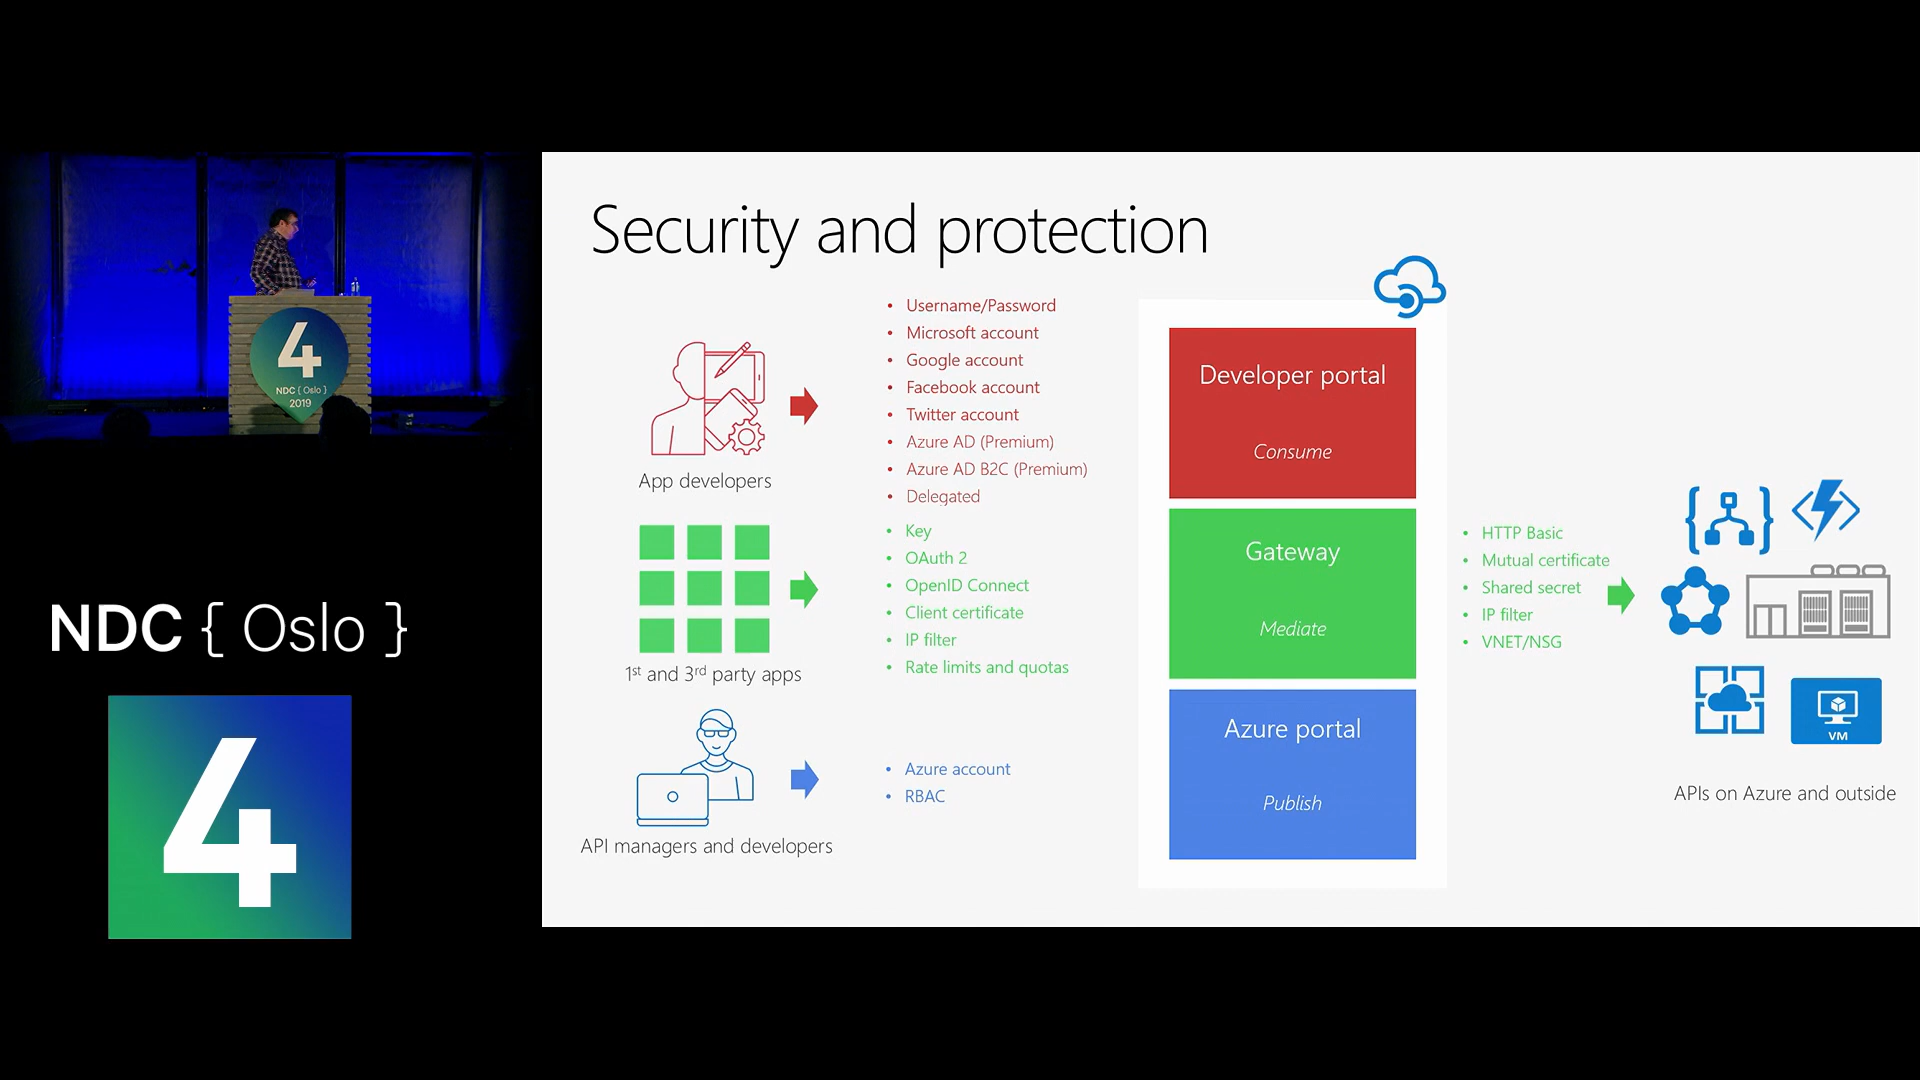 4
NDC { Oslo }
2019
NDC { Oslo }
4
Security and protection
• Username/Password
• Microsoft account
• Google account
• Facebook account
• Twitter account
• Azure AD (Premium)
• Azure AD B2C (Premium)
• Delegated
App developers
• Key
• OAuth 2
• OpenID Connect
• Client certificate
• IP filter
• Rate limits and quotas
1st and 3rd party apps
• Azure account
• RBAC
API managers and developers
Developer portal
Consume
Gateway
Mediate
Azure portal
Publish
• HTTP Basic
• Mutual certificate
• Shared secret
• IP filter
• VNET/NSG
VM
APIs on Azure and outside